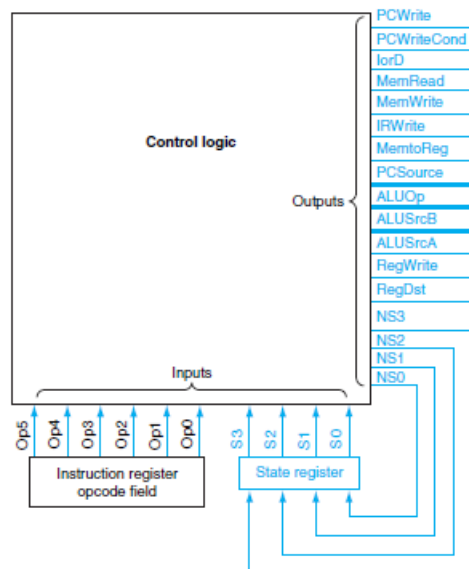 PCWrite
PCWriteCond
IorD
MemRead
MemWrite
IRWrite
MemtoReg
PCSource
ALUOp
ALUSrcB
ALUSrcA
RegWrite
RegDst
NS3
NS2
NS1
NS0
Control logic
Outputs
Inputs
Op5
Op4
Op3
Op2
Op1
Op0
S3
S2
S1
S0
Instruction register
opcode field
State register